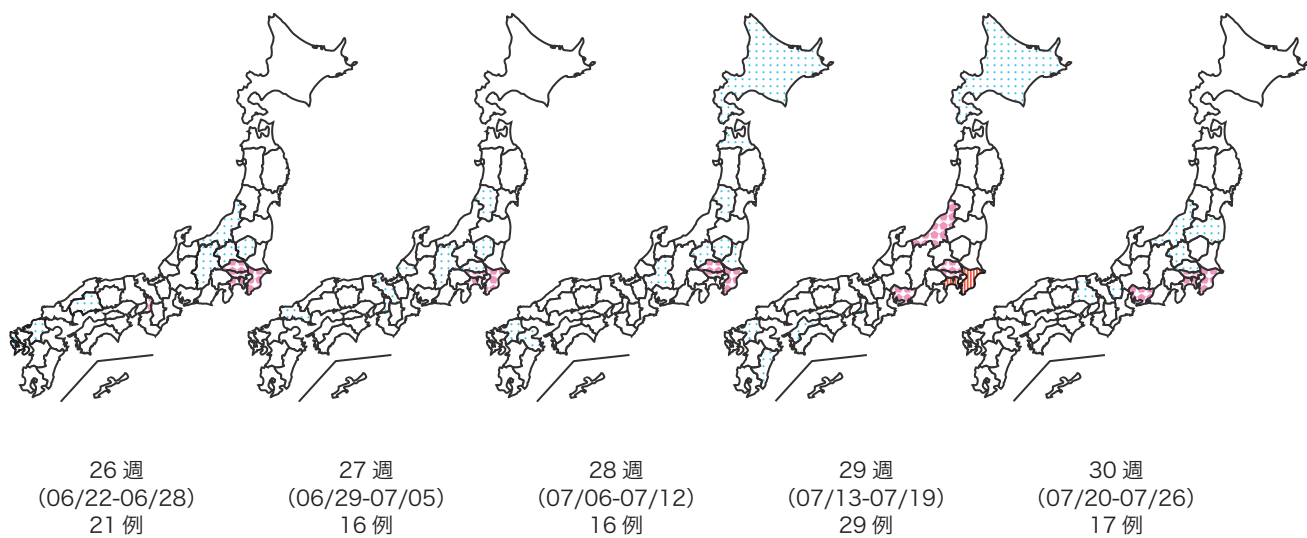 26 週
（06/22-06/28）
21 例
27 週
（06/29-07/05）
16 例
28 週
（07/06-07/12）
16 例
29 週
（07/13-07/19）
29 例
30 週
（07/20-07/26）
17 例